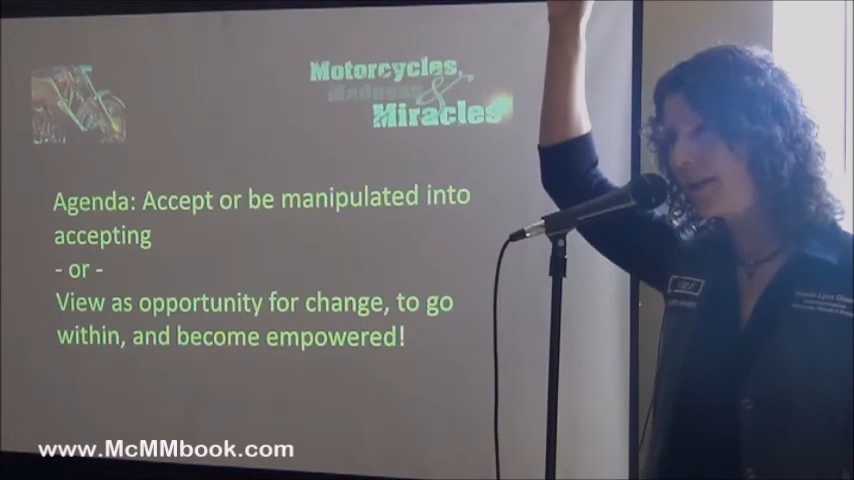 Motorcycles,
Madness &
Miracles
Agenda: Accept or be manipulated into
accepting
- or -
View as opportunity for change, to go
within, and become empowered!
www.McMMbook.com